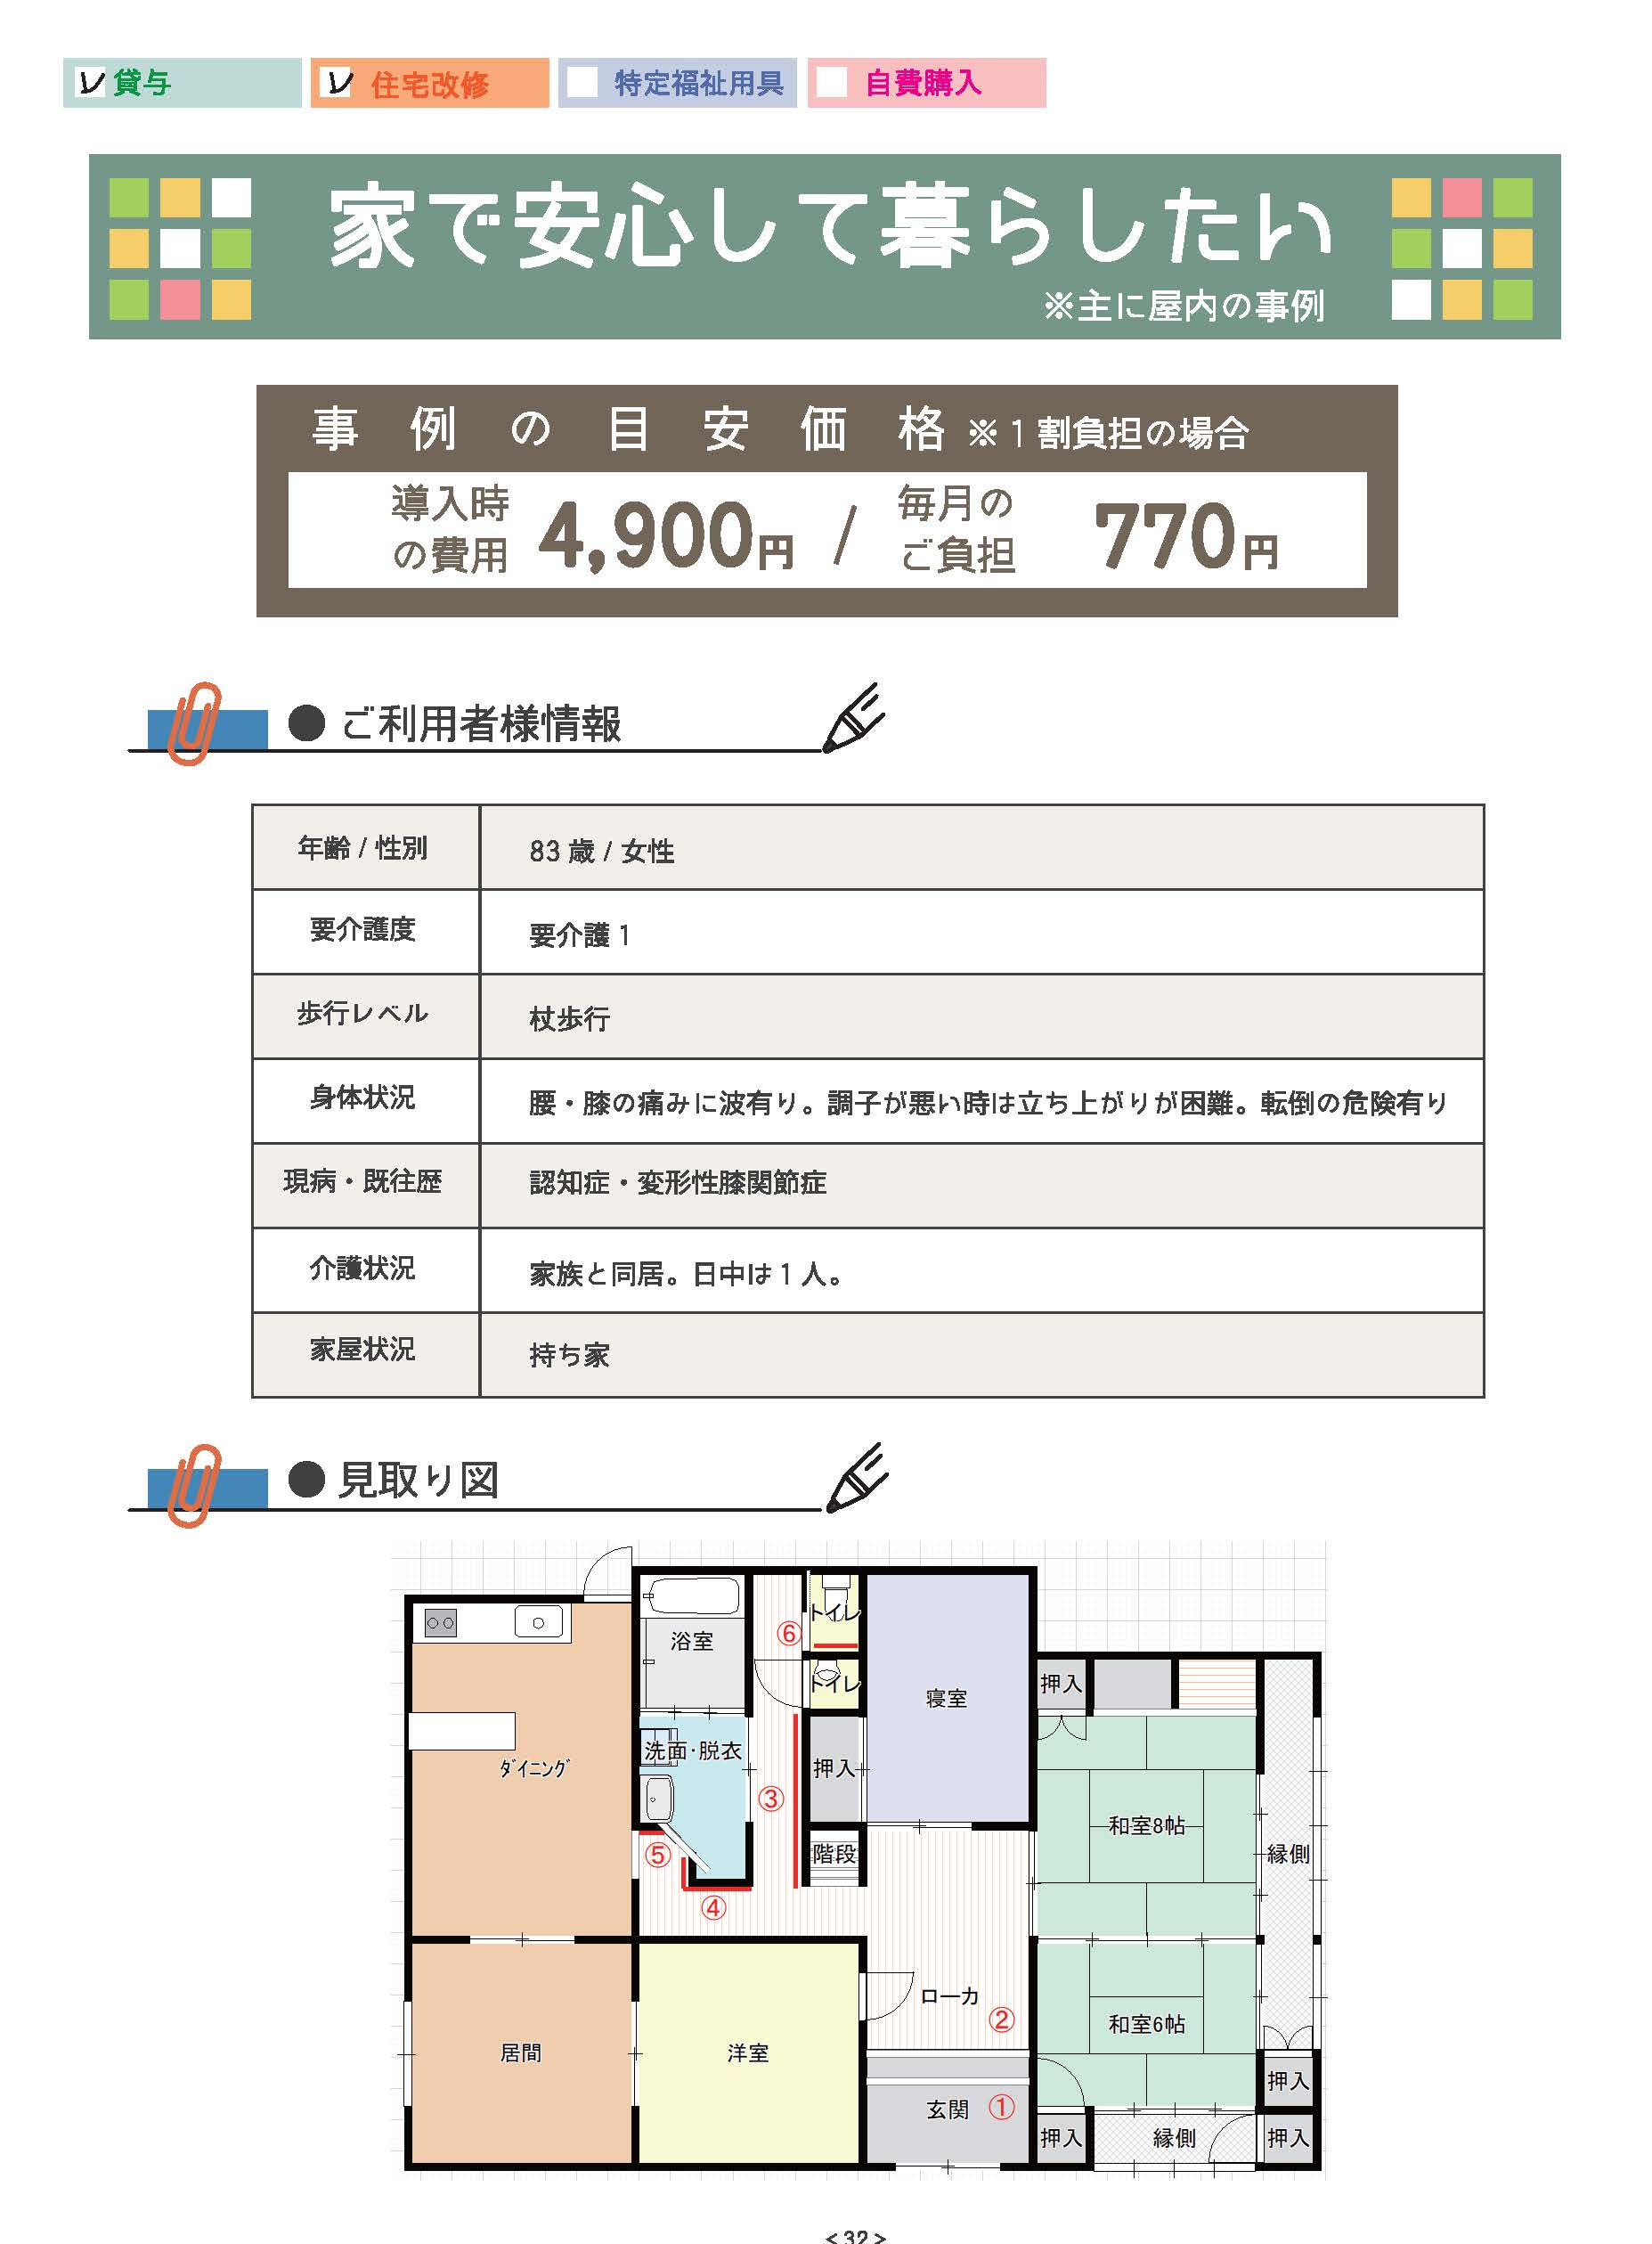 貸与 住宅改修 特定福祉用具 自費購入
家で安心して暮らしたい
※主に屋内の事例
事例の目安価格 ※1割負担の場合
導入時の費用 4,900円 / 毎月のご負担 770円
● ご利用者様情報
年齢 / 性別 83 歳 / 女性
要介護度 要介護 1
歩行レベル 杖歩行
身体状況 腰・膝の痛みに波有り。調子が悪い時は立ち上がりが困難。転倒の危険有り
現病・既往歴 認知症・変形性膝関節症
介護状況 家族と同居。日中は 1 人。
家屋状況 持ち家
● 見取り図
トイレ
⑥
浴室
トイレ
押入
寝室
洗面・脱衣
押入
ダイニング
③
和室8帖
⑤
階段
縁側
④
ローカ
②
和室6帖
居間
洋室
押入
玄関
①
押入
縁側
押入
<32>